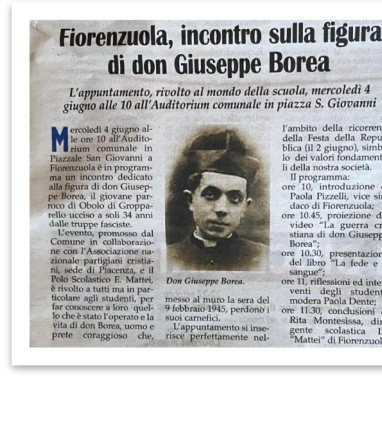 Fiorenzuola, incontro sulla figura
di don Giuseppe Borea
L'appuntamento, rivolto al mondo della scuola, mercoledì 4
giugno alle 10 all'Auditorium comunale in piazza S. Giovanni
Mercoledì 4 giugno al-
le ore 10 all'Audito-
rium comunale in
Piazzale San Giovanni a
Fiorenzuola è in program-
ma un incontro dedicato
alla figura di don Giusep-
pe Borea, il giovane par-
roco di Obolo di Groppa-
rello ucciso a soli 34 anni
dalle truppe fasciste.
L'evento, promosso dal
Comune in collaborazio-
ne con l'Associazione na-
zionale partigiani cristia-
ni, sede di Piacenza, e il
Polo Scolastico E. Mattei,
è rivolto a tutti ma in par-
ticolare agli studenti, per
far conoscere a loro quel-
lo che è stato l'operato e la
vita di don Borea, uomo e
prete coraggioso che,
Don Giuseppe Borea.
messo al muro la sera del
9 febbraio 1945, perdonò i
suoi carnefici.
L'appuntamento si inse-
risce perfettamente nel-
l'ambito della ricorren
della Festa della Repu
blica (il 2 giugno), simb
lo dei valori fondament
li della nostra società.
Il programma:
ore 10, introduzione
Paola Pizzelli, vice si
daco di Fiorenzuola;
ore 10.45, proiezione d
video "La guerra cr
stiana di don Giusepp
Borea";
ore 10.30, presentazion
del libro "La fede e
sangue";
ore 11, riflessioni ed inte
venti degli student
modera Paola Dente;
ore 11.30, conclusioni
Rita Montesissa, di
gente scolastica
"Mattei" di Fiorenzuol